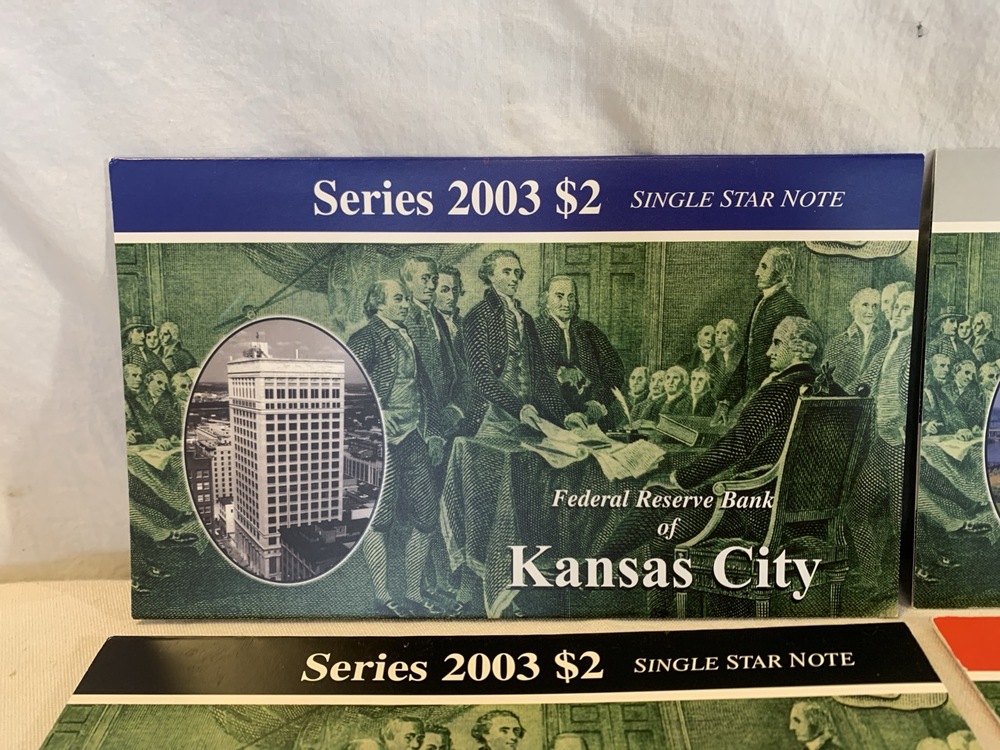 Series 2003 $2 SINGLE STAR NOTE
Federal Reserve Bank
of
Kansas City
Series 2003 $2 SINGLE STAR NOTE